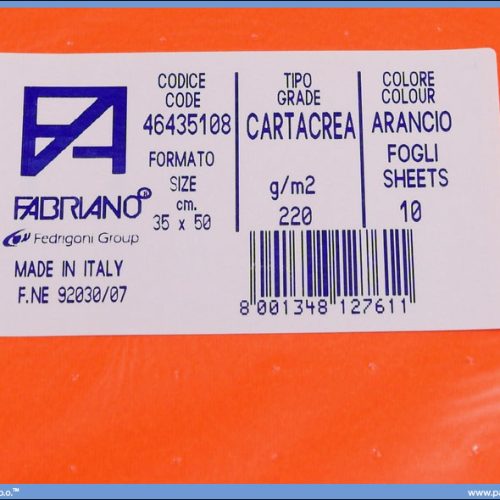 CODICE
CODE
46435108
FORMATO
SIZE
cm.
35 x 50
TIPO
GRADE
CARTACREA
g/m2
220
COLORE
COLOUR
ARANCIO
FOGLI
SHEETS
10
FABRIANO®
Fedrigoni Group
MADE IN ITALY
F.NE 92030/07
8 001348 127611
p.o.™